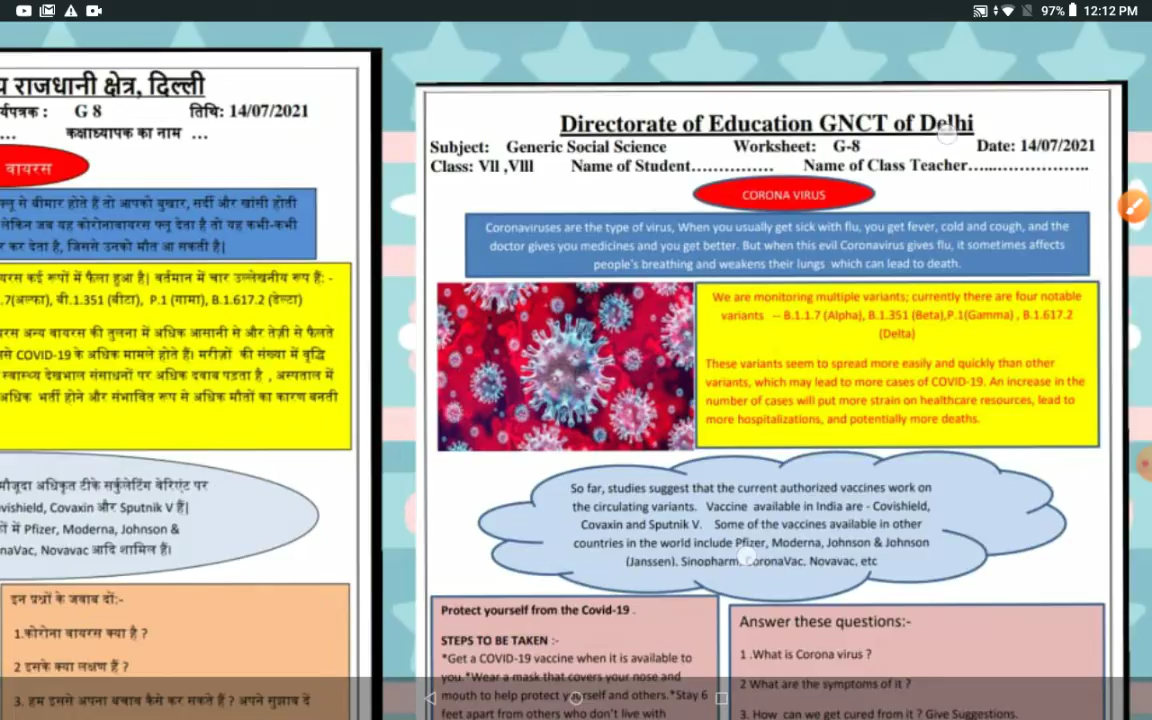 97% 12:12 PM
य राजधानी क्षेत्र, दिल्ली
र्यपत्रक : G 8 तिथि: 14/07/2021
... कक्षाध्यापक का नाम ...
वायरस
फ्लू से बीमार होते हैं तो आपको बुखार, सर्दी और खांसी होती
लेकिन जब यह कोरोनावायरस फ्लू देता है तो यह कभी-कभी
र कर देता है, जिससे उनको मौत आ सकती है|
यरस कई रूपों में फैला हुआ है| वर्तमान में चार उल्लेखनीय रूप हैं: -
.7(अल्फा), बी.1.351 (बीटा), P.1 (गामा), B.1.617.2 (डेल्टा)
यरस अन्य वायरस की तुलना में अधिक आसानी से और तेज़ी से फैलते
से COVID-19 के अधिक मामले होते हैं। मरीज़ों की संख्या में वृद्धि
स्वास्थ्य देखभाल संसाधनों पर अधिक दवाब पड़ता है , अस्पताल में
अधिक भर्ती होने और संभावित रूप से अधिक मौतों का कारण बनती
मौजूदा अधिकृत टीके सर्कुलेटिंग वेरिएंट पर
vishield, Covaxin और Sputnik V हैं|
ों में Pfizer, Moderna, Johnson &
naVac, Novavac आदि शामिल हैं।
इन प्रश्नों के जवाब दों:-
1.कोरोना वायरस क्या है ?
2 इसके क्या लक्षण हैं ?
3. हम इससे अपना बचाव कैसे कर सकते हैं ? अपने सुझाव दें
Directorate of Education GNCT of Delhi
Subject: Generic Social Science Worksheet: G-8 Date: 14/07/2021
Class: VII ,VIII Name of Student............... Name of Class Teacher......................
CORONA VIRUS
Coronaviruses are the type of virus, When you usually get sick with flu, you get fever, cold and cough, and the
doctor gives you medicines and you get better. But when this evil Coronavirus gives flu, it sometimes affects
people's breathing and weakens their lungs which can lead to death.
We are monitoring multiple variants; currently there are four notable
variants -- B.1.1.7 (Alpha), B.1.351 (Beta),P.1(Gamma) , B.1.617.2
(Delta)
These variants seem to spread more easily and quickly than other
variants, which may lead to more cases of COVID-19. An increase in the
number of cases will put more strain on healthcare resources, lead to
more hospitalizations, and potentially more deaths.
So far, studies suggest that the current authorized vaccines work on
the circulating variants. Vaccine available in India are - Covishield,
Covaxin and Sputnik V. Some of the vaccines available in other
countries in the world include Pfizer, Moderna, Johnson & Johnson
(Janssen). Sinopharm. CoronaVac. Novavac, etc
Protect yourself from the Covid-19 .
STEPS TO BE TAKEN :-
*Get a COVID-19 vaccine when it is available to
you.*Wear a mask that covers your nose and
mouth to help protect yourself and others.*Stay 6
feet apart from others who don't live with
Answer these questions:-
1 .What is Corona virus ?
2 What are the symptoms of it ?
3. How can we get cured from it ? Give Suggestions.